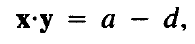 x·y = a − d,